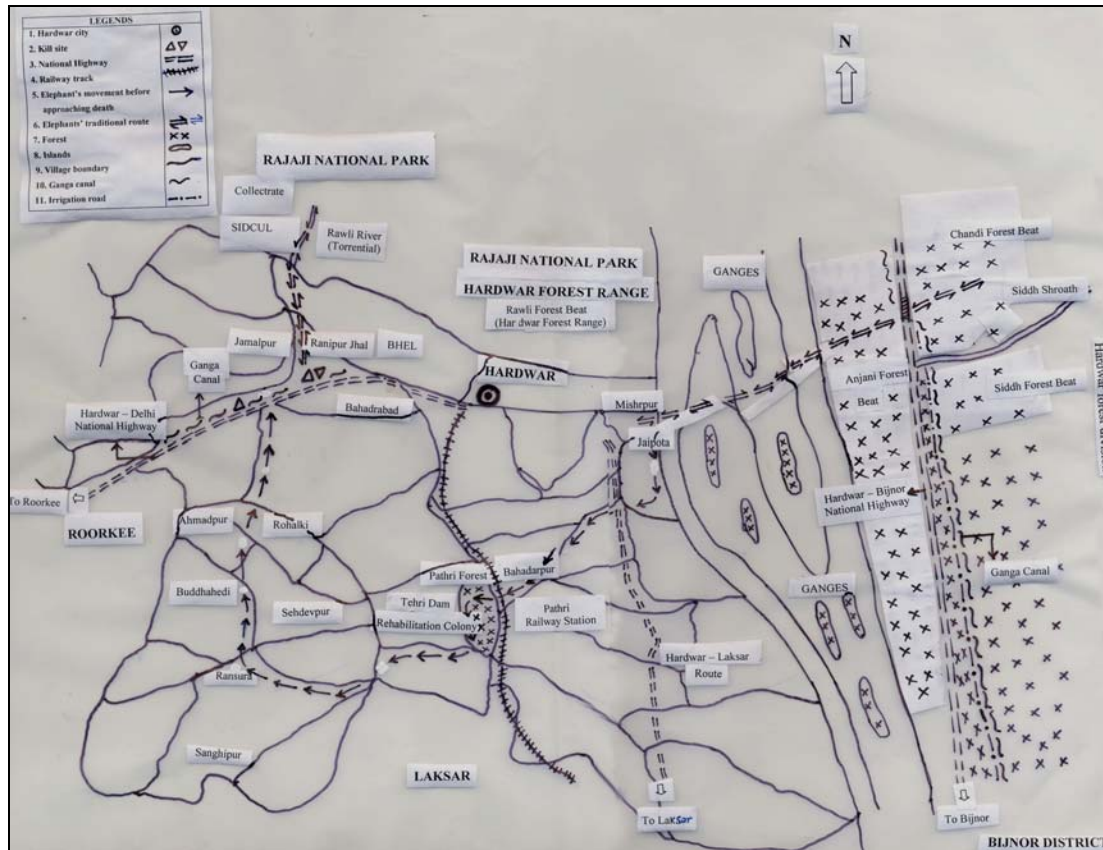 LEGENDS
1. Hardwar city
2. Kill site
3. National Highway
4. Railway track
5. Elephant's movement before
approaching death
6. Elephants' traditional route
7. Forest
8. Islands
9. Village boundary
10. Ganga canal
11. Irrigation road
N
RAJAJI NATIONAL PARK
Collectrate
SIDCUL
Rawli River
(Torrential)
RAJAJI NATIONAL PARK
HARDWAR FOREST RANGE
Rawli Forest Beat
(Har dwar Forest Range)
GANGES
Chandi Forest Beat
Siddh Shroath
Jamalpur
Ranipur Jhal
BHEL
Ganga
Canal
HARDWAR
Anjani Forest
Beat
Siddh Forest Beat
Hardwar – Delhi
National Highway
Bahadrabad
Mishrpur
Jaipota
To Roorkee
ROORKEE
Ahmadpur
Rohalki
Hardwar – Bijnor
National Highway
Pathri Forest
Bahadarpur
Ganga Canal
Buddhahedi
Sehdevpur
Tehri Dam
Rehabilitation Colony
Pathri
Railway Station
GANGES
Ransura
Hardwar – Laksar
Route
Sanghipur
LAKSAR
To Laksar
To Bijnor
BIJNOR DISTRICT